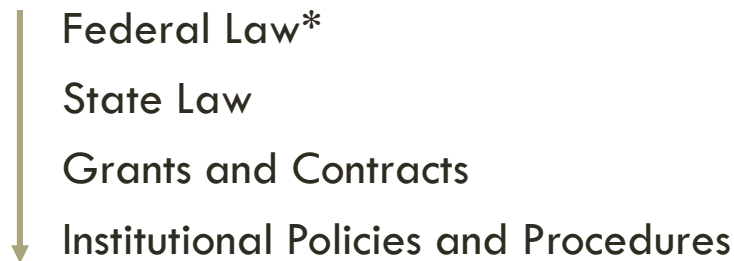 Federal Law*
State Law
Grants and Contracts
Institutional Policies and Procedures